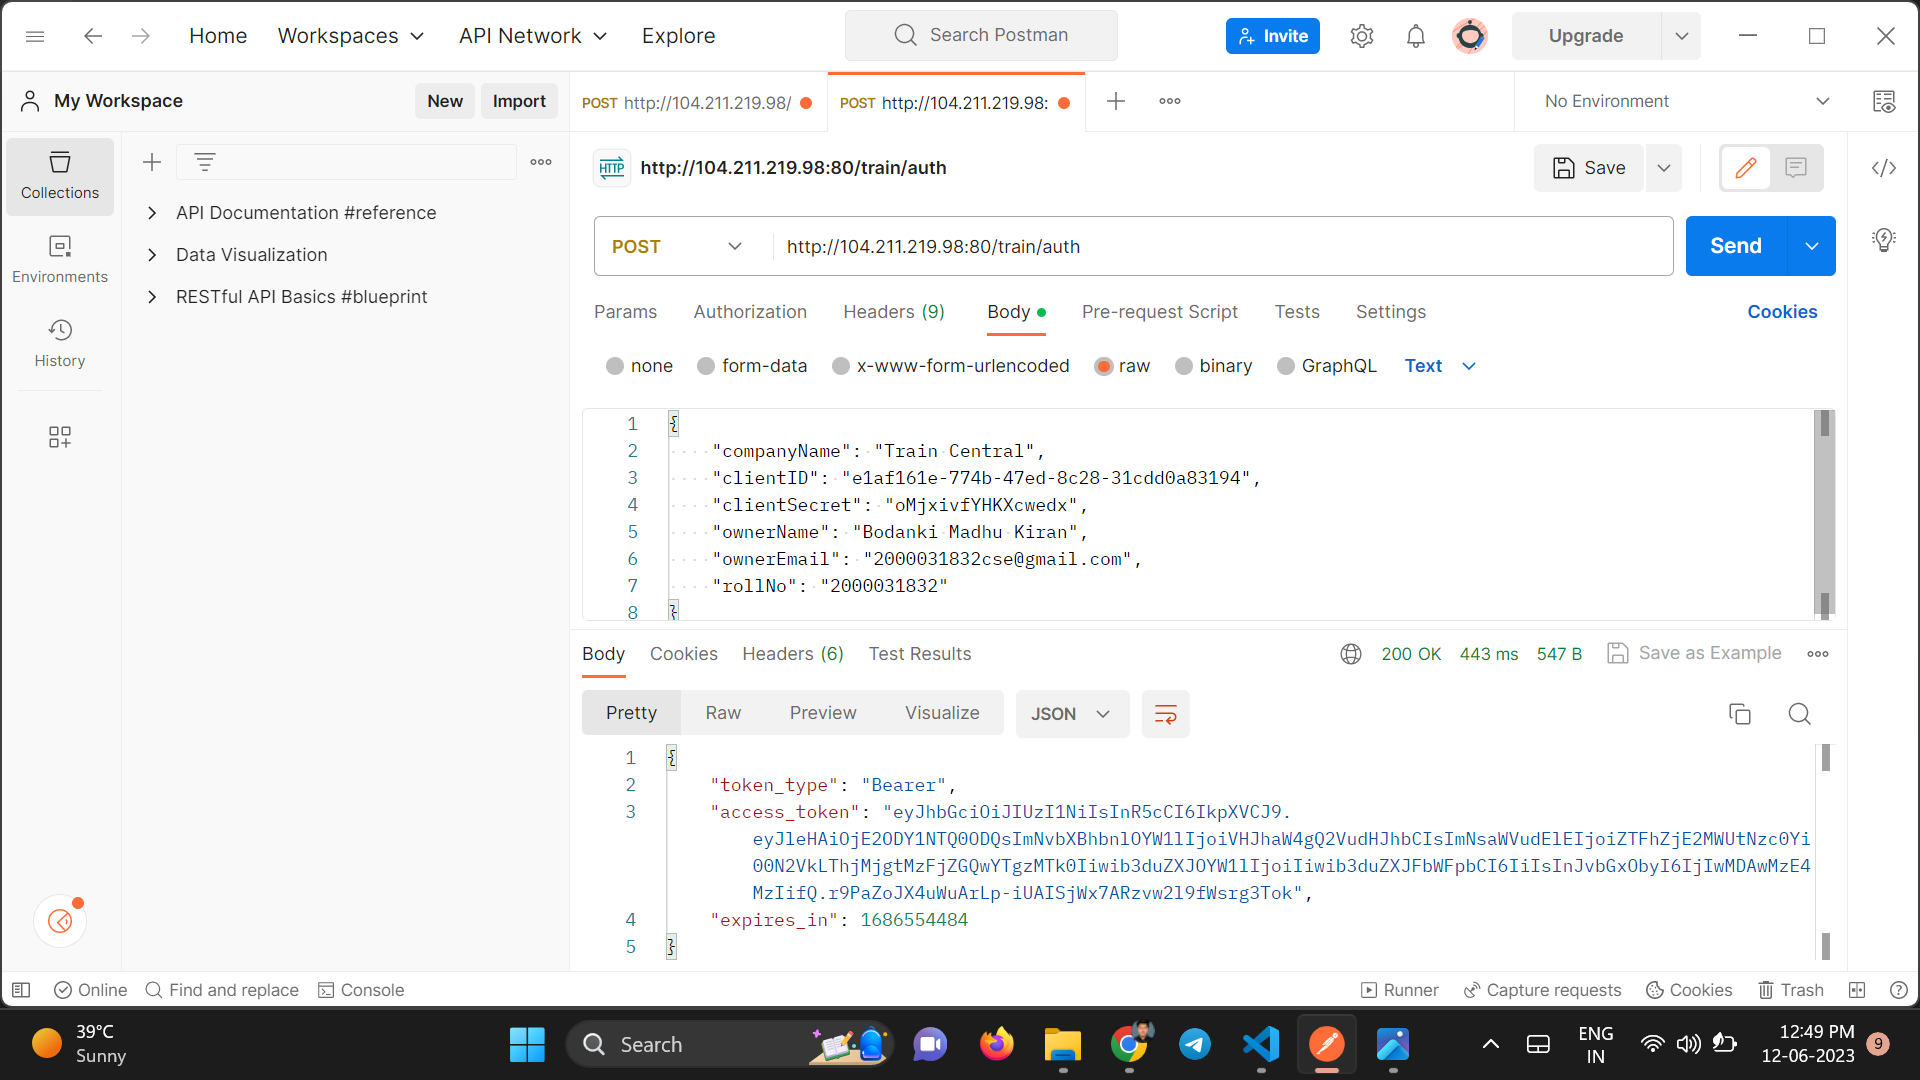 Home
Workspaces
API Network
Explore
Search Postman
Invite
Upgrade
My Workspace
New
Import
POST http://104.211.219.98/
POST http://104.211.219.98:
No Environment
Collections
Environments
History
API Documentation #reference
Data Visualization
RESTful API Basics #blueprint
HTTP
http://104.211.219.98:80/train/auth
Save
POST
http://104.211.219.98:80/train/auth
Send
Params
Authorization
Headers (9)
Body
Pre-request Script
Tests
Settings
Cookies
none
form-data
x-www-form-urlencoded
raw
binary
GraphQL
Text
1 {
2 "companyName": "Train Central",
3 "clientID": "e1af161e-774b-47ed-8c28-31cdd0a83194",
4 "clientSecret": "oMjxivfYHKXcwedx",
5 "ownerName": "Bodanki Madhu Kiran",
6 "ownerEmail": "2000031832cse@gmail.com",
7 "rollNo": "2000031832"
8 }
Body
Cookies
Headers (6)
Test Results
200 OK
443 ms
547 B
Save as Example
Pretty
Raw
Preview
Visualize
JSON
1 {
2 "token_type": "Bearer",
3 "access_token": "eyJhbGciOiJIUzI1NiIsInR5cCI6IkpXVCJ9.
eyJleHAiOjE2ODY1NTQ0ODQsImNvbXBhbnlOYW1lIjoiVHJhaW4gQ2VudHJhbCIsImNsaWVudElEIjoiZTFhZjE2MWUtNzc0Yi
00N2VkLThjMjgtMzFjZGQwYTgzMTk0Iiwib3duZXJOYW1lIjoiIiwib3duZXJFbWFpbCI6IiIsInJvbGxObyI6IjIwMDAwMzE4
MzIifQ.r9PaZoJX4uWuArLp-iUAISjWx7ARzvw2l9fWsrg3Tok",
4 "expires_in": 1686554484
5 }
Online
Find and replace
Console
Runner
Capture requests
Cookies
Trash
39°C
Sunny
Search
ENG
IN
12:49 PM
12-06-2023
9